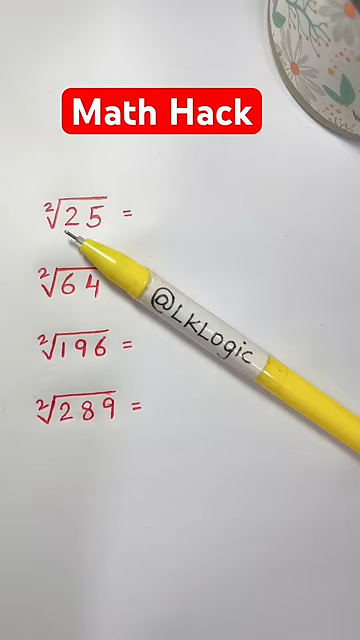 Math Hack
²√25 =
²√64
@LKLogic
²√196 =
²√289 =